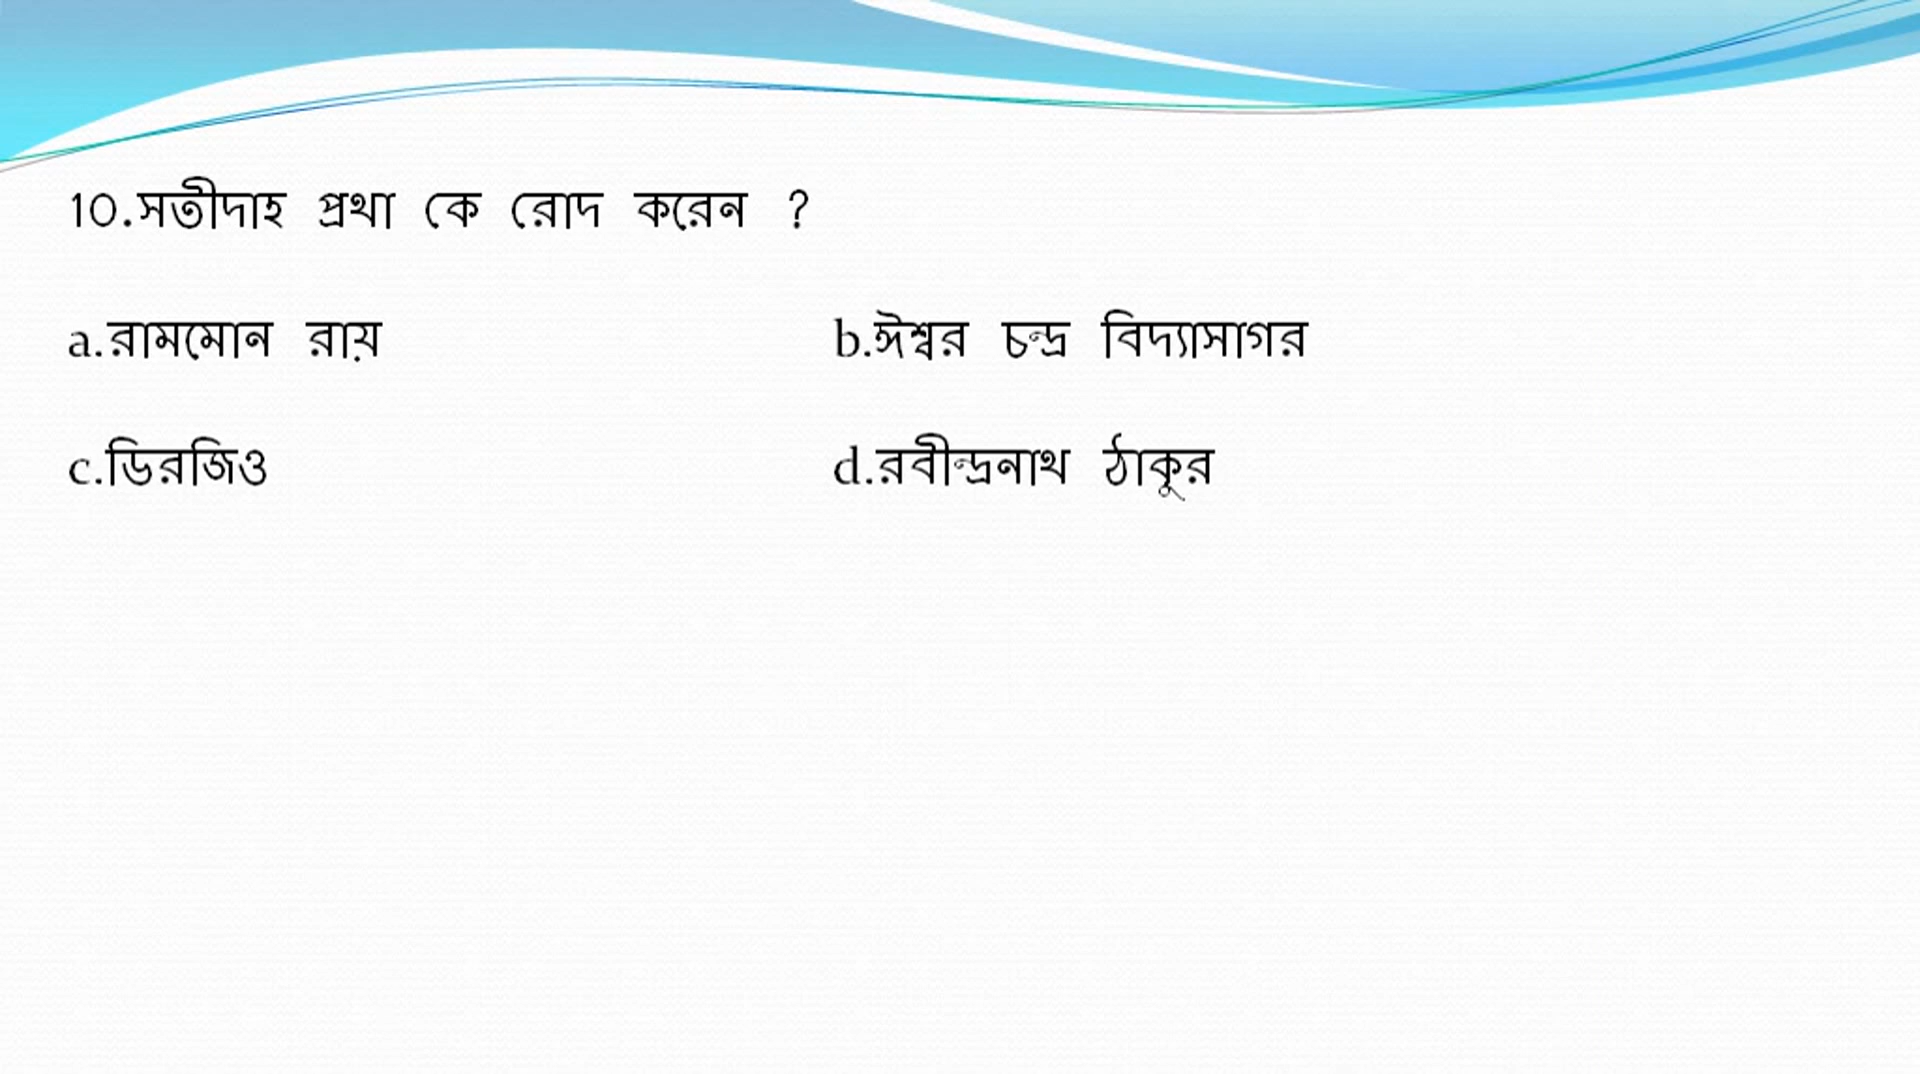 10.সতীদাহ প্রথা কে রোদ করেন ?
a.রামমোন রায় b.ঈশ্বর চন্দ্র বিদ্যাসাগর
c.ডিরজিও d.রবীন্দ্রনাথ ঠাকুর